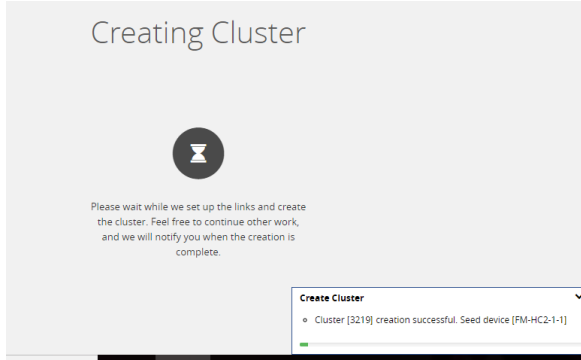 Creating Cluster
Please wait while we set up the links and create
the cluster. Feel free to continue other work,
and we will notify you when the creation is
complete.
Create Cluster
Cluster [3219] creation successful. Seed device [FM-HC2-1-1]